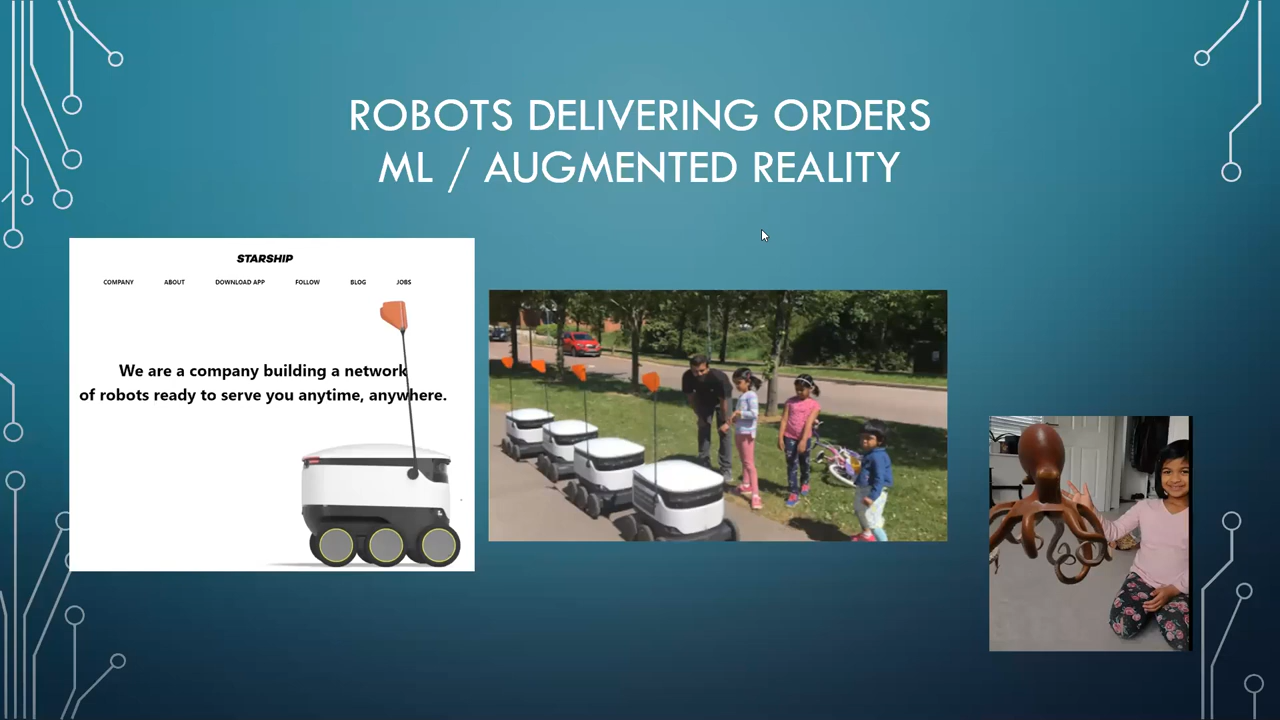 ROBOTS DELIVERING ORDERS
ML / AUGMENTED REALITY
STARSHIP
COMPANY ABOUT DOWNLOAD APP FOLLOW BLOG JOBS
We are a company building a network
of robots ready to serve you anytime, anywhere.